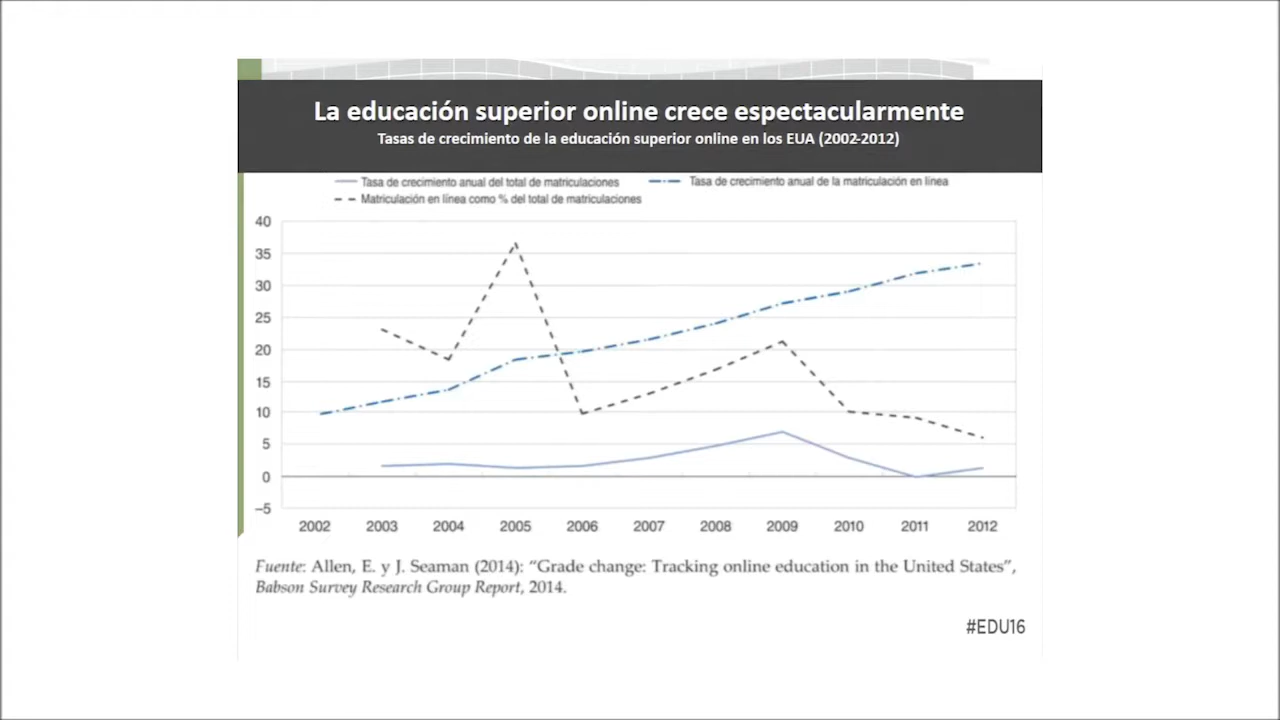 La educación superior online crece espectacularmente
Tasas de crecimiento de la educación superior online en los EUA (2002-2012)
Tasa de crecimiento anual del total de matriculaciones
Tasa de crecimiento anual de la matriculación en línea
Matriculación en línea como % del total de matriculaciones
40
35
30
25
20
15
10
5
0
–5
2002 2003 2004 2005 2006 2007 2008 2009 2010 2011 2012
Fuente: Allen, E. y J. Seaman (2014): “Grade change: Tracking online education in the United States”,
Babson Survey Research Group Report, 2014.
#EDU16